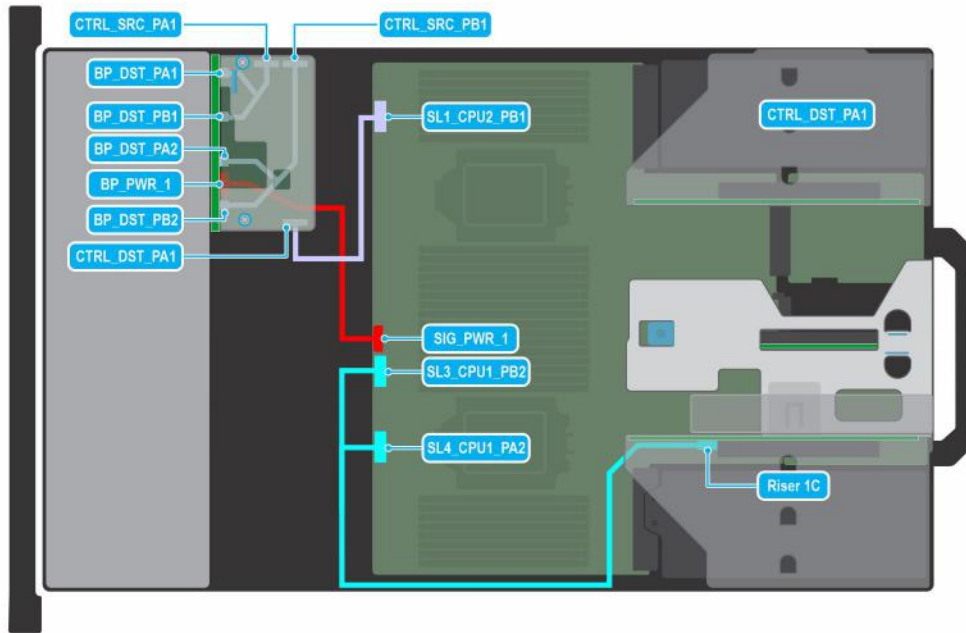 CTRL_SRC_PA1
CTRL_SRC_PB1
BP_DST_PA1
BP_DST_PB1
SL1_CPU2_PB1
CTRL_DST_PA1
BP_DST_PA2
BP_PWR_1
BP_DST_PB2
CTRL_DST_PA1
SIG_PWR_1
SL3_CPU1_PB2
SL4_CPU1_PA2
Riser 1C